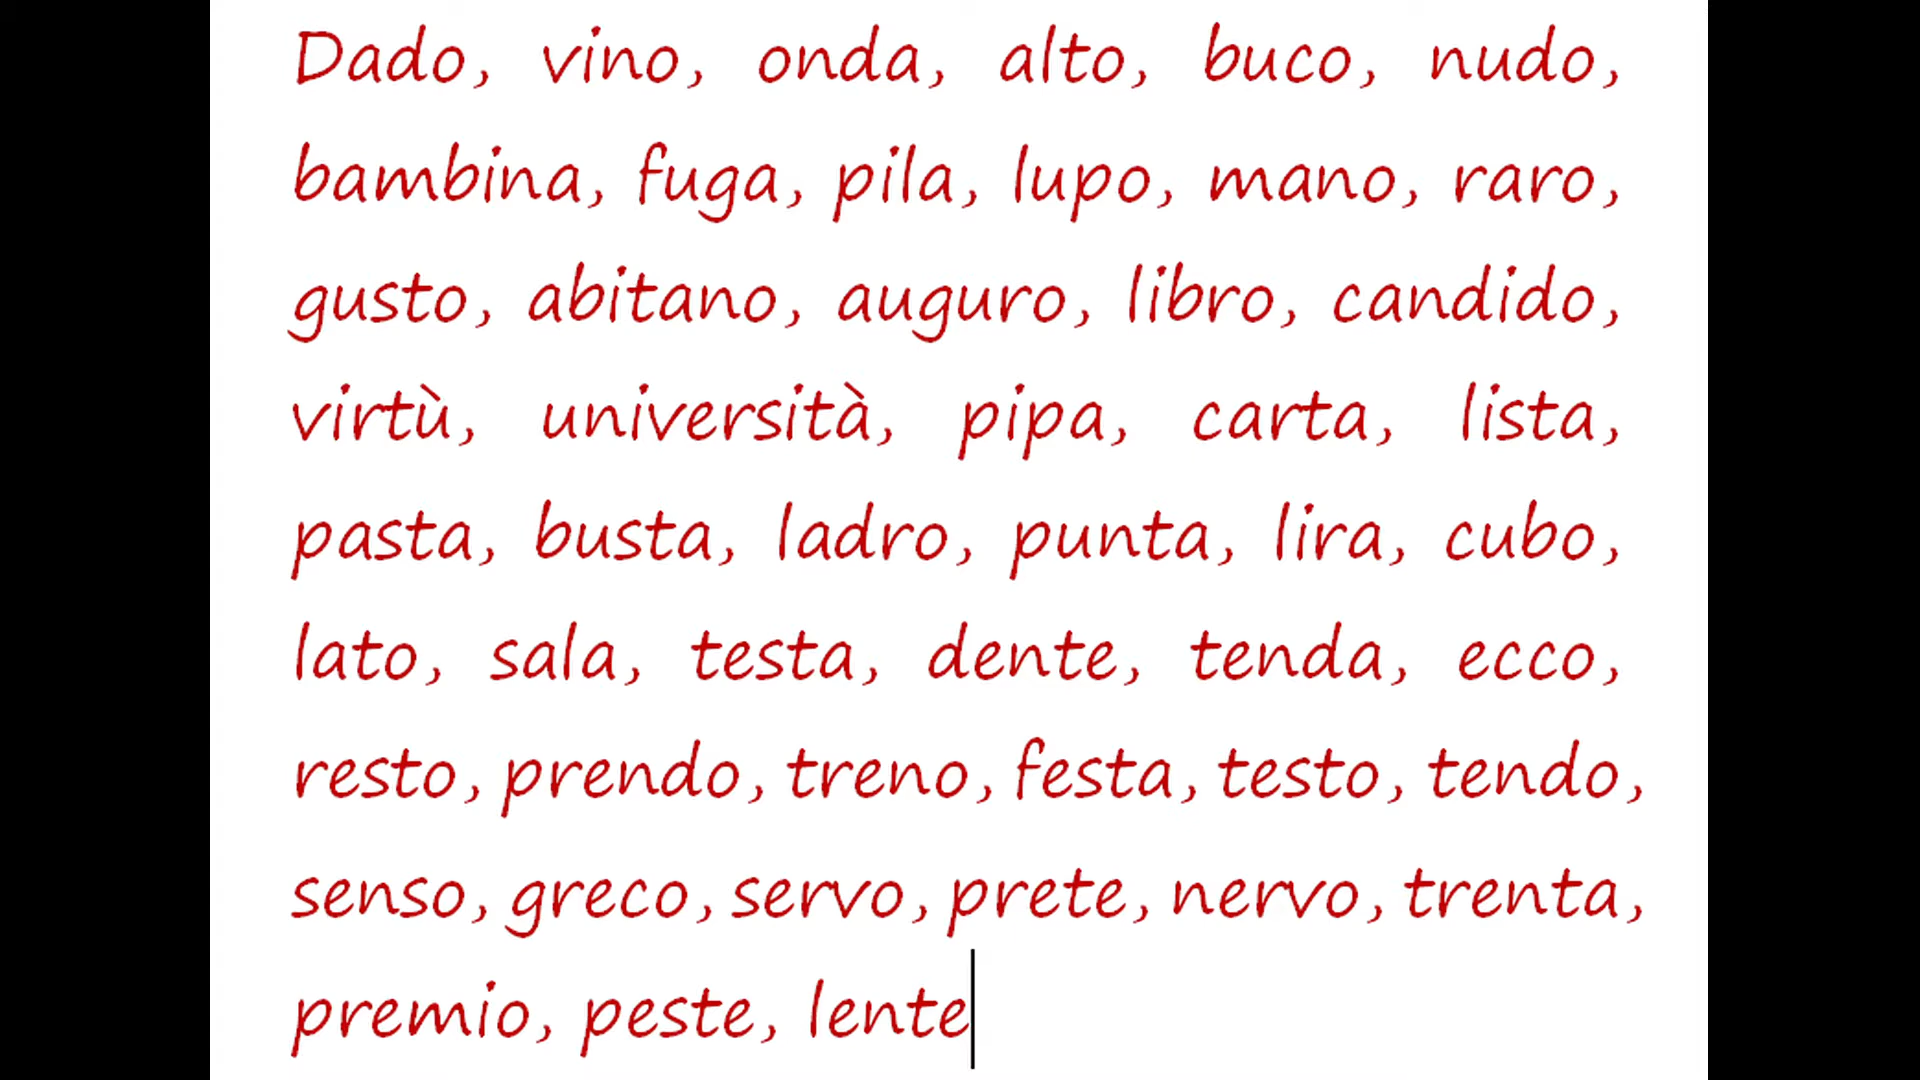 Dado, vino, onda, alto, buco, nudo,
bambina, fuga, pila, lupo, mano, raro,
gusto, abitano, auguro, libro, candido,
virtù, università, pipa, carta, lista,
pasta, busta, ladro, punta, lira, cubo,
lato, sala, testa, dente, tenda, ecco,
resto, prendo, treno, festa, testo, tendo,
senso, greco, servo, prete, nervo, trenta,
premio, peste, lente